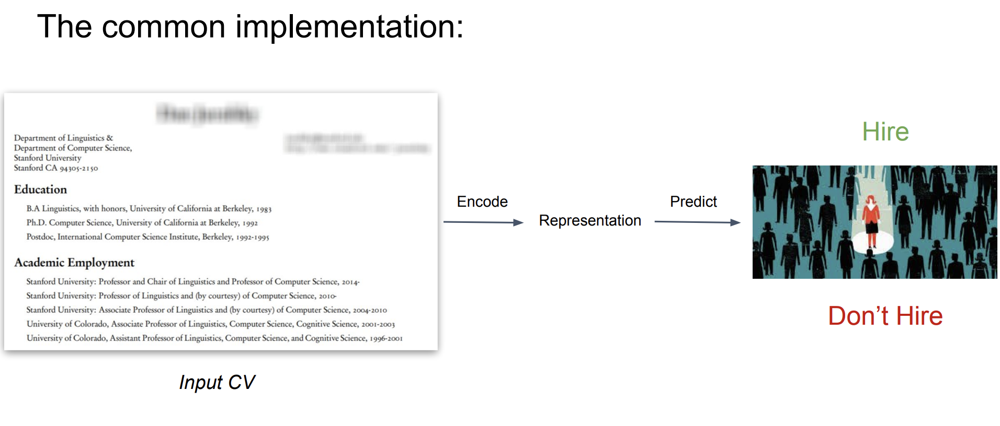 The common implementation:
Department of Linguistics &
Department of Computer Science,
Stanford University
Stanford CA 94305-2150
Education
B.A Linguistics, with honors, University of California at Berkeley, 1983
Ph.D. Computer Science, University of California at Berkeley, 1992
Postdoc, International Computer Science Institute, Berkeley, 1992-1995
Academic Employment
Stanford University: Professor and Chair of Linguistics and Professor of Computer Science, 2014-
Stanford University: Professor of Linguistics and (by courtesy) of Computer Science, 2010-
Stanford University: Associate Professor of Linguistics and (by courtesy) of Computer Science, 2004-2010
University of Colorado, Associate Professor of Linguistics, Computer Science, Cognitive Science, 2001-2003
University of Colorado, Assistant Professor of Linguistics, Computer Science, and Cognitive Science, 1996-2001
Input CV
Encode
Representation
Predict
Hire
Don’t Hire